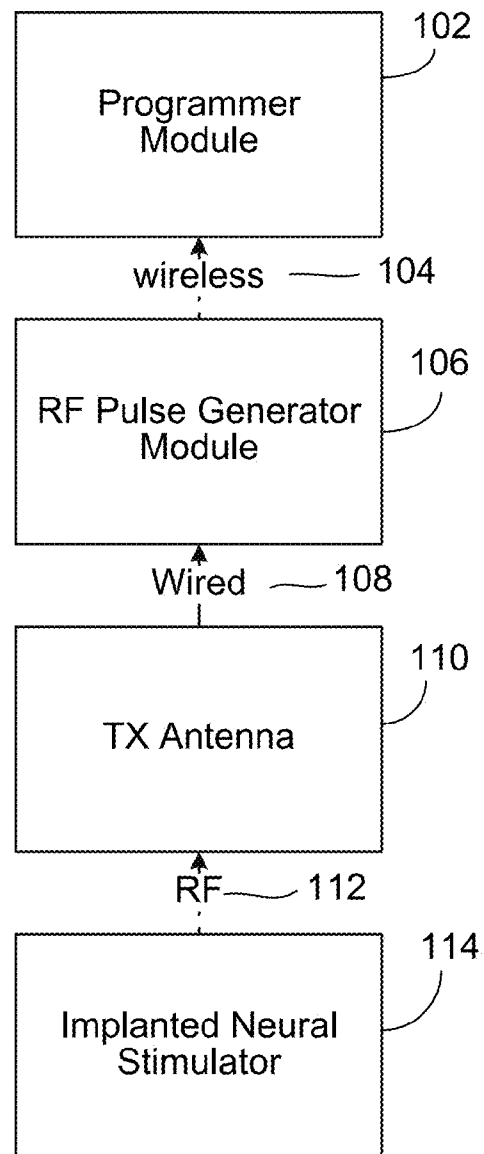 102
Programmer
Module
wireless 104
106
RF Pulse Generator
Module
Wired 108
110
TX Antenna
RF 112
114
Implanted Neural
Stimulator